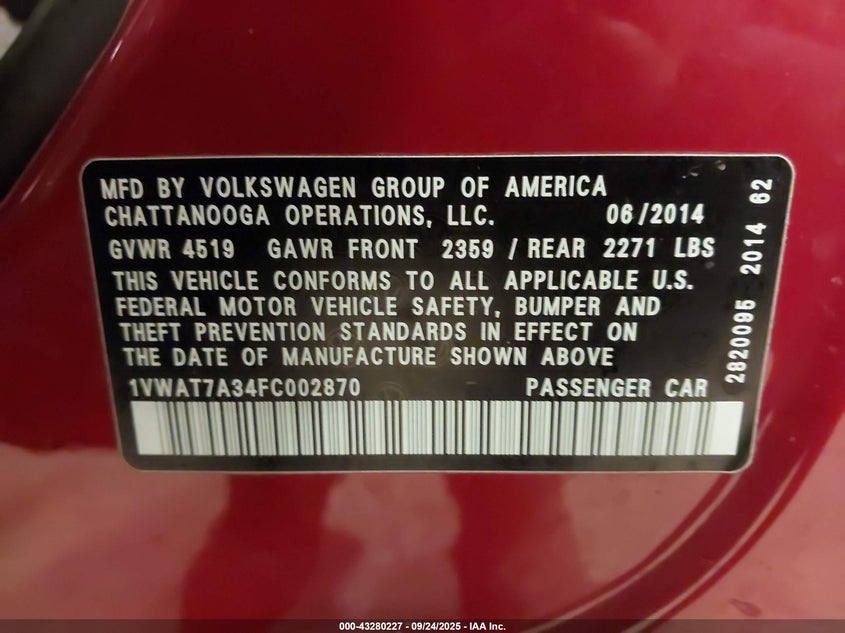 MFD BY VOLKSWAGEN GROUP OF AMERICA
CHATTANOOGA OPERATIONS, LLC. 06/2014
GVWR 4519 GAWR FRONT 2359 / REAR 2271 LBS
THIS VEHICLE CONFORMS TO ALL APPLICABLE U.S.
FEDERAL MOTOR VEHICLE SAFETY, BUMPER AND
THEFT PREVENTION STANDARDS IN EFFECT ON
THE DATE OF MANUFACTURE SHOWN ABOVE
1VWAT7A34FC002870 PASSENGER CAR
2820095 2014 62
000-43280227 - 09/24/2025 - IAA Inc.